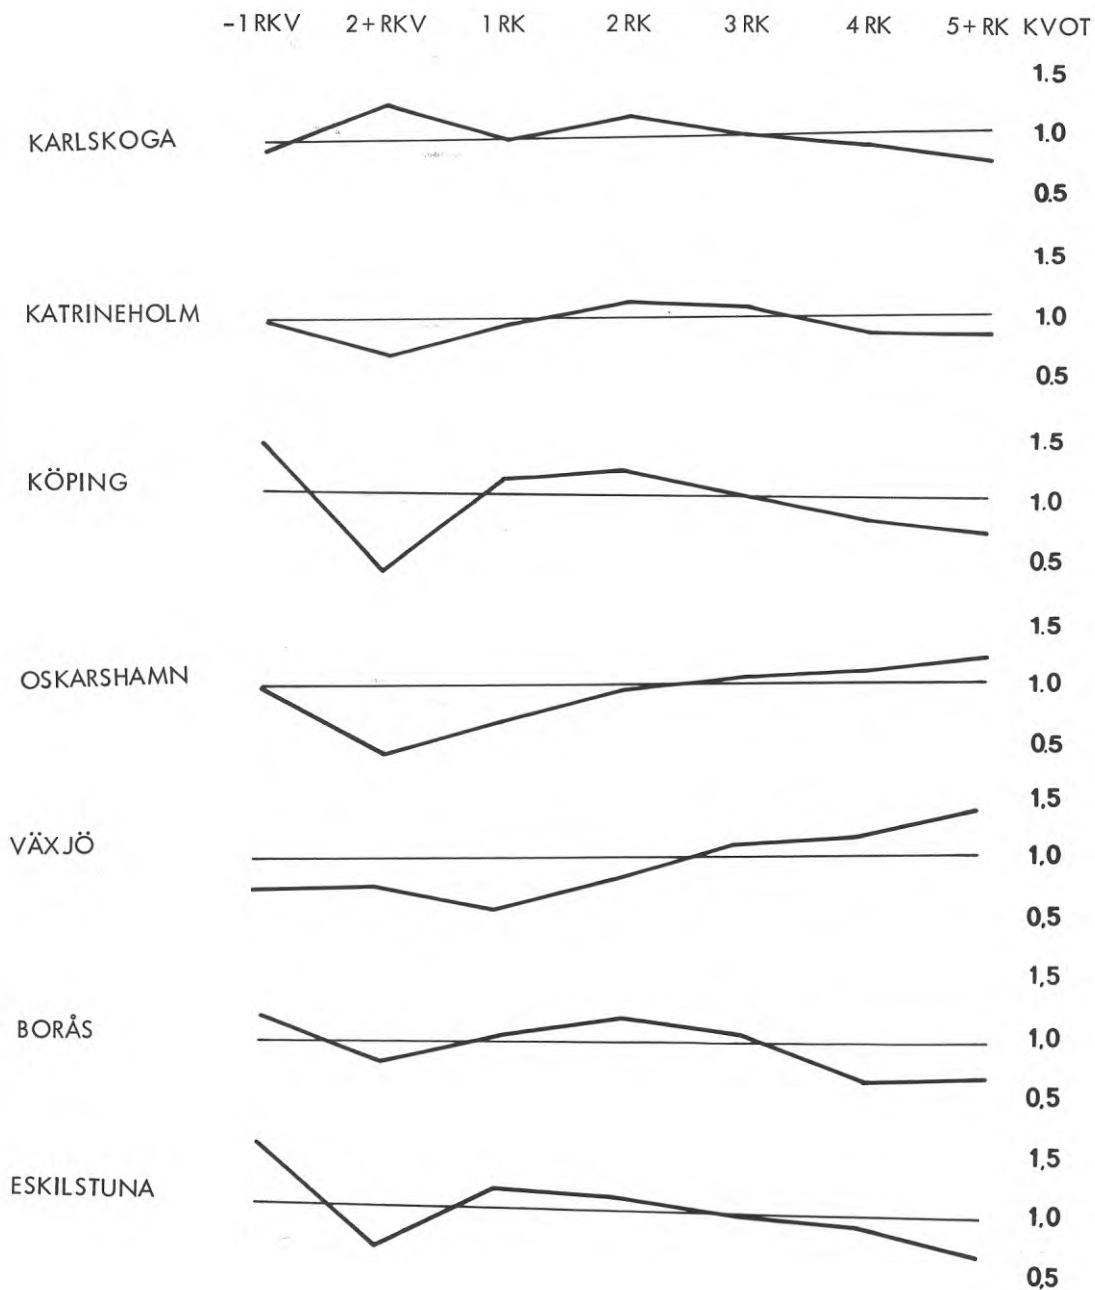 -1 RKV 2+ RKV 1 RK 2 RK 3 RK 4 RK 5+ RK KVOT
1.5
KARLSKOGA 1.0
0.5
1.5
KATRINEHOLM 1.0
0.5
1.5
KÖPING 1.0
0.5
1.5
OSKARSHAMN 1.0
0.5
1,5
VÄXJÖ 1,0
0,5
1,5
BORÅS 1,0
0,5
1,5
ESKILSTUNA 1,0
0,5